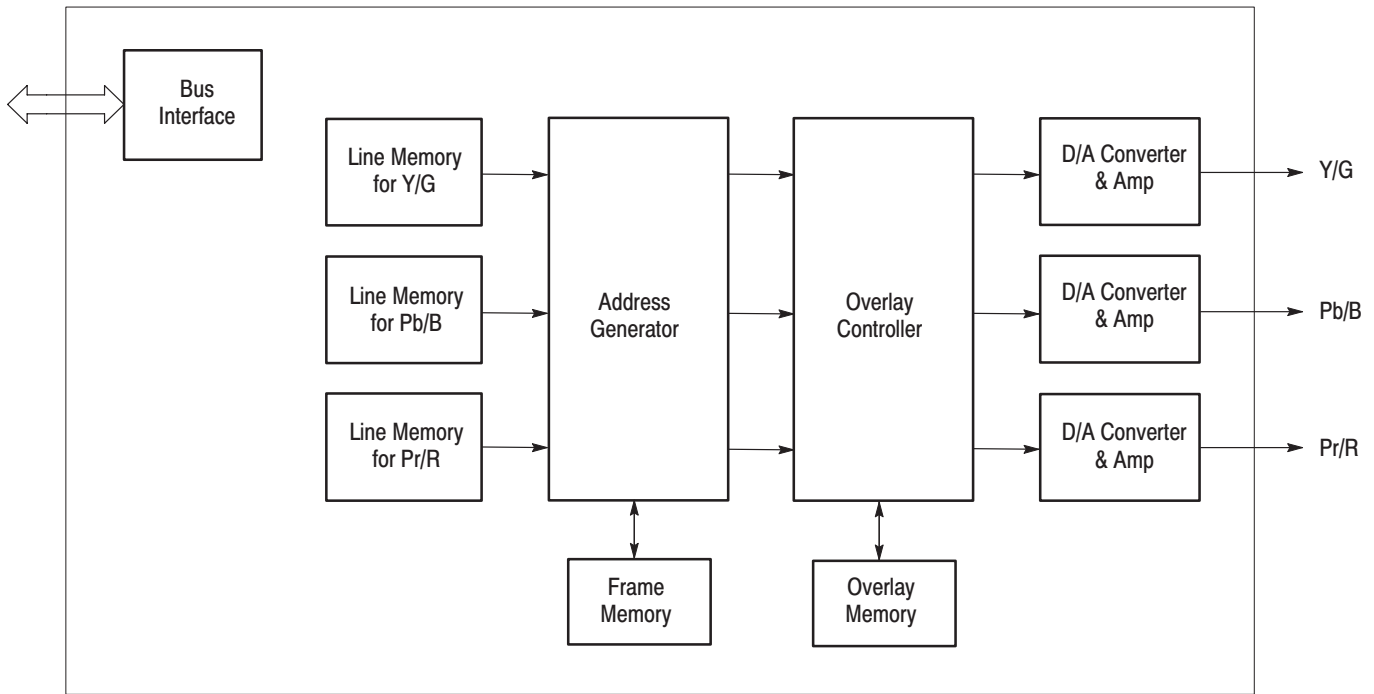 Bus
Interface
Line Memory
for Y/G
Line Memory
for Pb/B
Line Memory
for Pr/R
Address
Generator
Overlay
Controller
D/A Converter
& Amp
D/A Converter
& Amp
D/A Converter
& Amp
Y/G
Pb/B
Pr/R
Frame
Memory
Overlay
Memory